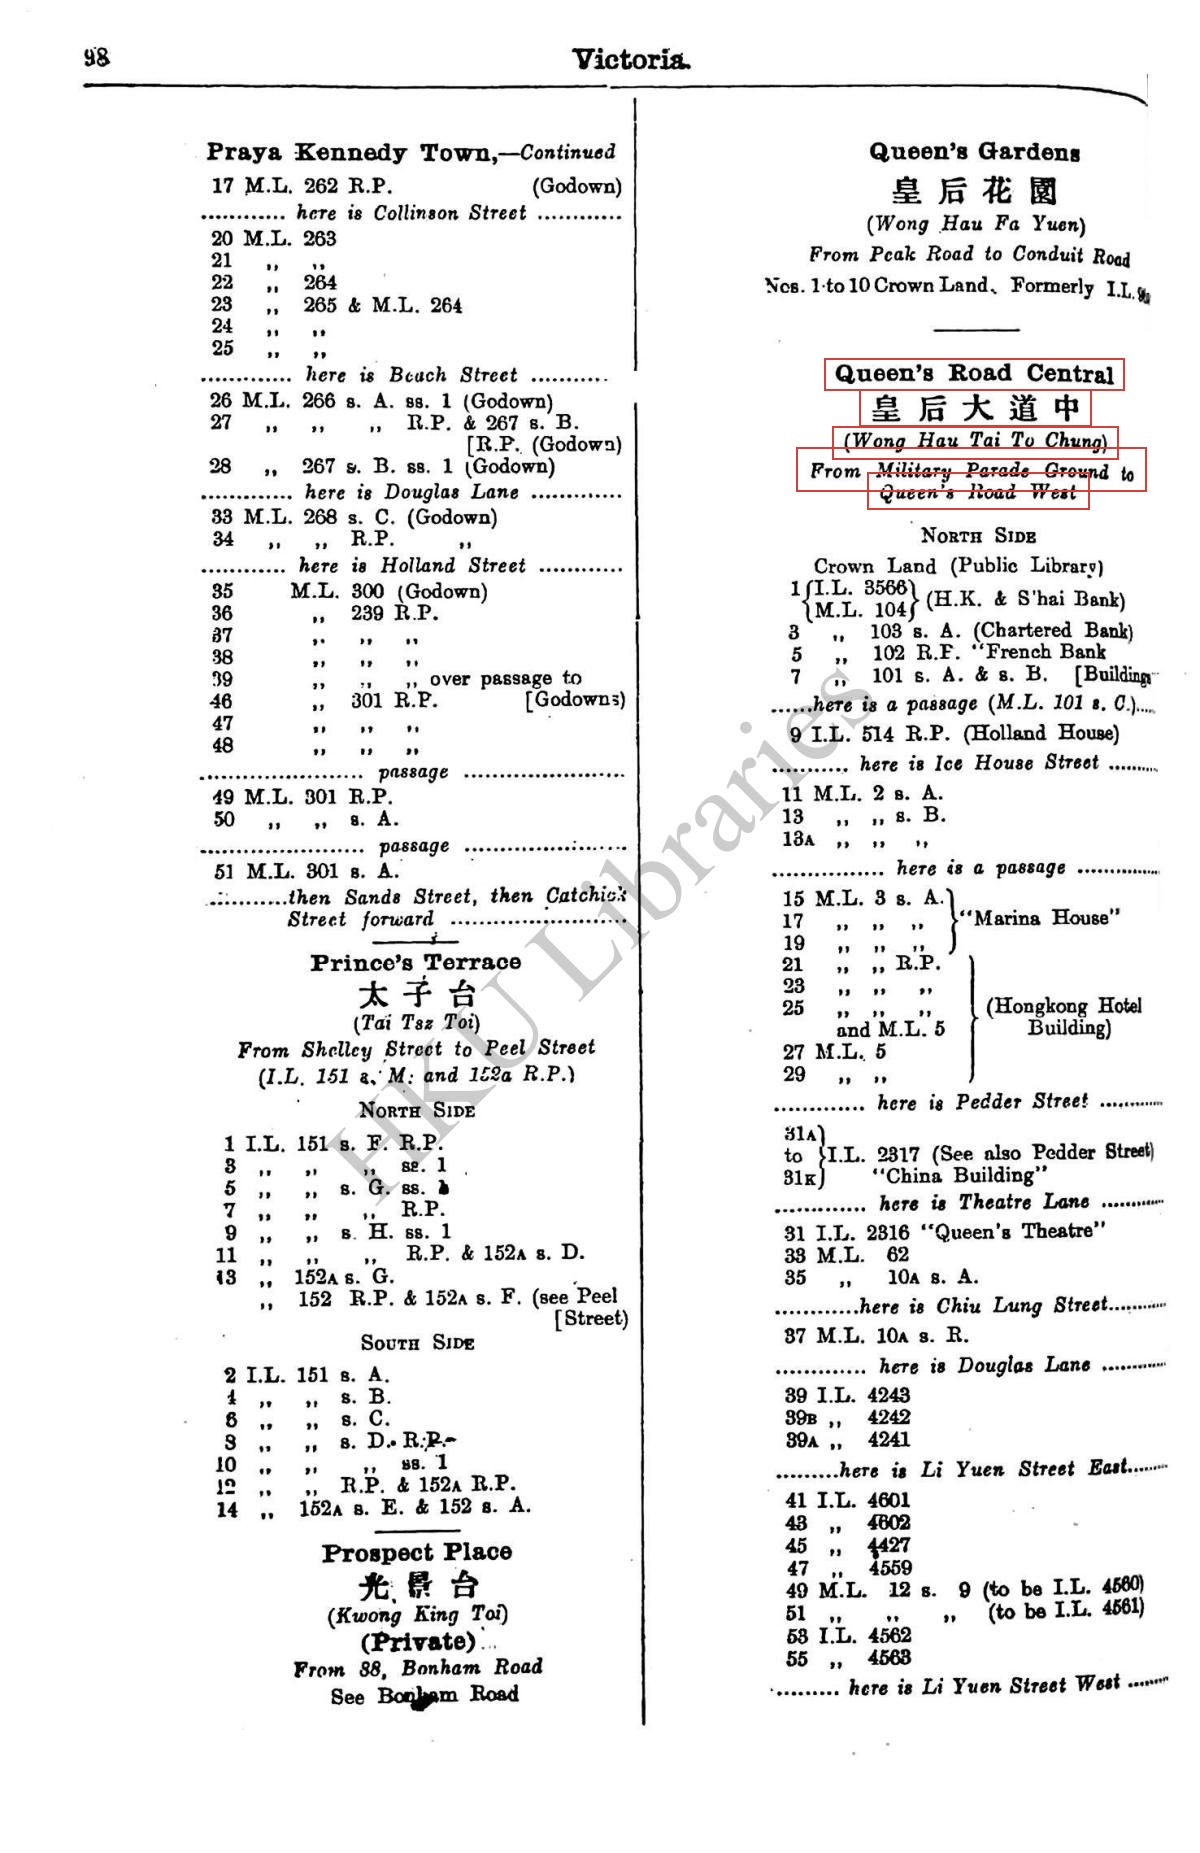 98
Victoria.
Praya Kennedy Town,—Continued
17 M.L. 262 R.P. (Godown)
............ here is Collinson Street ............
20 M.L. 263
21 ,, ,,
22 ,, 264
23 ,, 265 & M.L. 264
24 ,, ,,
25 ,, ,,
............ here is Beach Street ............
26 M.L. 266 s. A. ss. 1 (Godown)
27 ,, ,, ,, R.P. & 267 s. B.
[R.P. (Godown)
28 ,, 267 s. B. ss. 1 (Godown)
............ here is Douglas Lane ............
33 M.L. 268 s. C. (Godown)
34 ,, ,, R.P. ,,
............ here is Holland Street ............
35 M.L. 300 (Godown)
36 ,, 239 R.P.
37 ,, ,, ,,
38 ,, ,, ,,
39 ,, ,, ,, over passage to
46 ,, 301 R.P. [Godowns)
47 ,, ,, ,,
48 ,, ,, ,,
............ passage ............
49 M.L. 301 R.P.
50 ,, ,, s. A.
............ passage ............
51 M.L. 301 s. A.
............then Sands Street, then Catchick
Street forward ............
Prince's Terrace
太子台
(Tai Tsz Toi)
From Shelley Street to Peel Street
(I.L. 151 s. M. and 152a R.P.)
NORTH SIDE
1 I.L. 151 s. F. R.P.
3 ,, ,, ,, ss. 1
5 ,, ,, s. G. ss.
7 ,, ,, ,, R.P.
9 ,, ,, s. H. ss. 1
11 ,, ,, ,, R.P. & 152A s. D.
13 ,, 152A s. G.
,, 152 R.P. & 152A s. F. (see Peel
[Street)
SOUTH SIDE
2 I.L. 151 s. A.
4 ,, ,, s. B.
6 ,, ,, s. C.
8 ,, ,, s. D. R.P.
10 ,, ,, ,, ss. 1
12 ,, ,, R.P. & 152A R.P.
14 ,, 152A s. E. & 152 s. A.
Prospect Place
光景台
(Kwong King Toi)
(Private)
From 88, Bonham Road
See Bonham Road
Queen's Gardens
皇后花園
(Wong Hau Fa Yuen)
From Peak Road to Conduit Road
Nos. 1 to 10 Crown Land, Formerly I.L.
Queen's Road Central
皇后大道中
(Wong Hau Tai To Chung)
From Military Parade Ground to
Queen's Road West
NORTH SIDE
Crown Land (Public Library)
1 {I.L. 3566} (H.K. & S'hai Bank)
{M.L. 104}
3 ,, 103 s. A. (Chartered Bank)
5 ,, 102 R.P. "French Bank
7 ,, 101 s. A. & s. B. [Building
......here is a passage (M.L. 101 s. C.)......
9 I.L. 514 R.P. (Holland House)
............ here is Ice House Street ............
11 M.L. 2 s. A.
13 ,, ,, s. B.
13A ,, ,, ,,
............ here is a passage ............
15 M.L. 3 s. A.
17 ,, ,, ,, } "Marina House"
19 ,, ,, ,,
21 ,, ,, R.P.
23 ,, ,, ,,
25 ,, ,, ,, } (Hongkong Hotel
and M.L. 5 Building)
27 M.L. 5
29 ,, ,,
............ here is Pedder Street ............
31A}
to }I.L. 2317 (See also Pedder Street)
31K} "China Building"
............ here is Theatre Lane ............
31 I.L. 2316 "Queen's Theatre"
33 M.L. 62
35 ,, 10A s. A.
............here is Chiu Lung Street............
37 M.L. 10A s. R.
............ here is Douglas Lane ............
39 I.L. 4243
39B ,, 4242
39A ,, 4241
.........here is Li Yuen Street East.........
41 I.L. 4601
43 ,, 4602
45 ,, 4427
47 ,, 4559
49 M.L. 12 s. 9 (to be I.L. 4560)
51 ,, ,, ,, (to be I.L. 4561)
53 I.L. 4562
55 ,, 4563
......... here is Li Yuen Street West .........
HKU Libraries